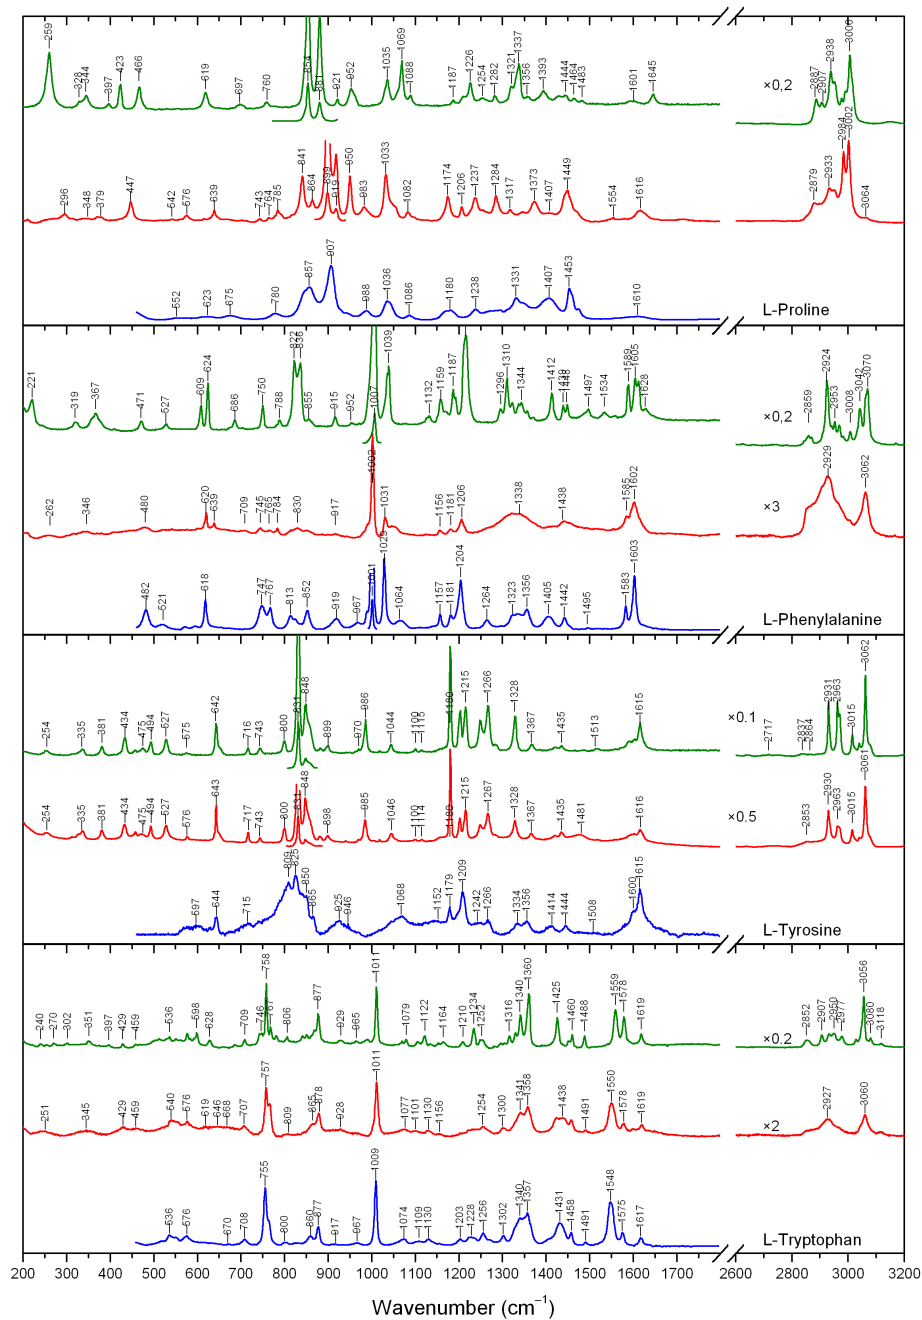 259 328 344 397 423 466 619 697 760 854 881 921 952 1035 1069 1088 1187 1226 1254 1282 1321 1337 1356 1393 1444 1464 1483 1601 1645 2887 2907 2938 3006
×0,2
296 348 379 447 542 576 639 743 764 785 841 864 899 919 950 983 1033 1082 1174 1206 1237 1284 1317 1373 1407 1449 1554 1616 2879 2933 2984 3002 3064
552 623 675 780 857 907 988 1036 1086 1180 1238 1331 1407 1453 1610
L-Proline
221 319 367 471 527 609 624 686 750 788 822 836 855 915 952 1007 1039 1132 1159 1187 1296 1310 1344 1412 1439 1448 1497 1534 1589 1605 1628 2859 2924 2953 3008 3042 3070
×0,2
262 346 480 620 639 709 745 765 784 830 917 1002 1031 1156 1181 1206 1338 1438 1585 1602 2929 3062
×3
482 521 618 747 767 813 852 919 967 1001 1029 1064 1157 1181 1204 1264 1323 1356 1405 1442 1495 1583 1603
L-Phenylalanine
254 335 381 434 475 494 527 575 642 716 743 800 831 848 899 970 986 1044 1100 1115 1180 1215 1266 1328 1367 1435 1513 1615 2717 2837 2864 2931 2963 3015 3062
×0.1
254 335 381 434 475 494 527 576 643 717 743 800 831 848 898 985 1046 1100 1114 1180 1215 1267 1328 1367 1435 1481 1616 2853 2930 2963 3015 3061
×0.5
597 644 715 809 825 850 865 925 946 1068 1152 1179 1209 1242 1266 1334 1356 1414 1444 1508 1600 1615
L-Tyrosine
240 270 302 351 397 429 459 536 576 598 628 709 746 758 767 806 877 929 965 1011 1079 1122 1164 1210 1234 1252 1316 1340 1360 1425 1460 1488 1559 1578 1619 2852 2907 2950 2977 3056 3080 3118
×0.2
251 345 429 459 540 576 619 646 668 707 757 809 865 878 928 1011 1077 1101 1130 1156 1254 1300 1341 1358 1438 1491 1550 1578 1619 2927 3060
×2
536 576 670 708 755 800 860 877 917 967 1009 1074 1109 1130 1203 1228 1256 1302 1340 1357 1431 1458 1491 1548 1575 1617
L-Tryptophan
200 300 400 500 600 700 800 900 1000 1100 1200 1300 1400 1500 1600 1700 2600 2800 3000 3200
Wavenumber (cm⁻¹)